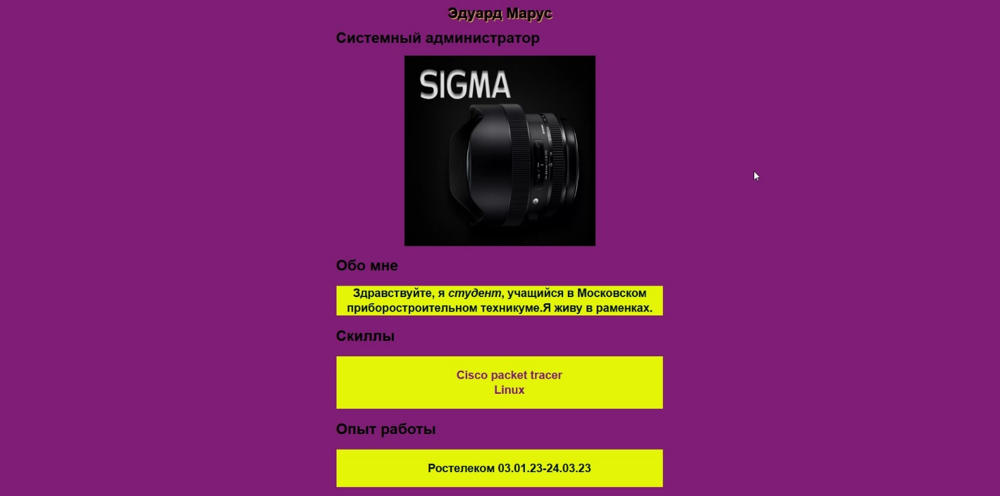 Эдуард Марус
Системный администратор
SIGMA
Обо мне
Здравствуйте, я студент, учащийся в Московском
приборостроительном техникуме.Я живу в раменках.
Скиллы
Cisco packet tracer
Linux
Опыт работы
Ростелеком 03.01.23-24.03.23